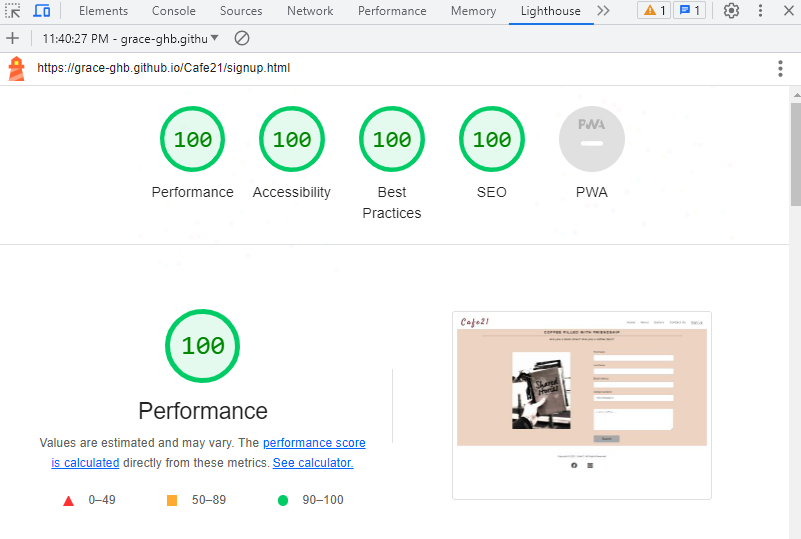 Elements Console Sources Network Performance Memory Lighthouse 1 1
11:40:27 PM - grace-ghb.githu
https://grace-ghb.github.io/Cafe21/signup.html
100 100 100 100 PWA
Performance Accessibility Best Practices SEO PWA
100
Performance
Values are estimated and may vary. The performance score
is calculated directly from these metrics. See calculator.
0–49 50–89 90–100
Cafe21
COFFEE FILLED WITH FRIENDSHIP
Shared
stories